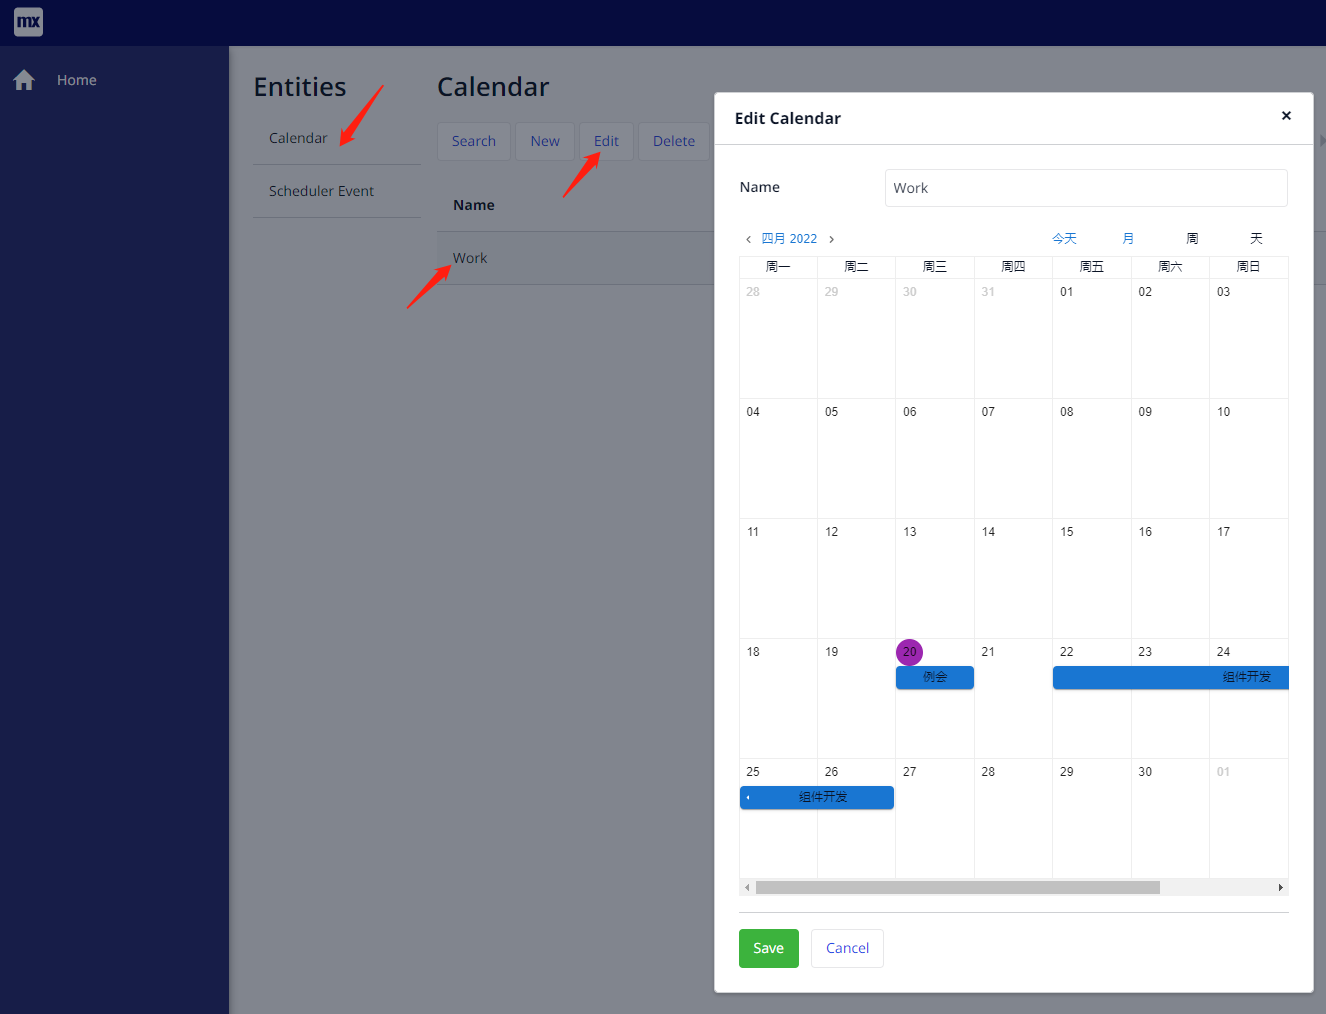 mx
Home
Entities
Calendar
Scheduler Event
Calendar
Search New Edit Delete
Name
Work
Edit Calendar ×
Name Work
‹ 四月 2022 › 今天 月 周 天
周一 周二 周三 周四 周五 周六 周日
28 29 30 31 01 02 03
04 05 06 07 08 09 10
11 12 13 14 15 16 17
18 19 20 21 22 23 24
例会 组件开发
25 26 27 28 29 30 01
组件开发
Save Cancel